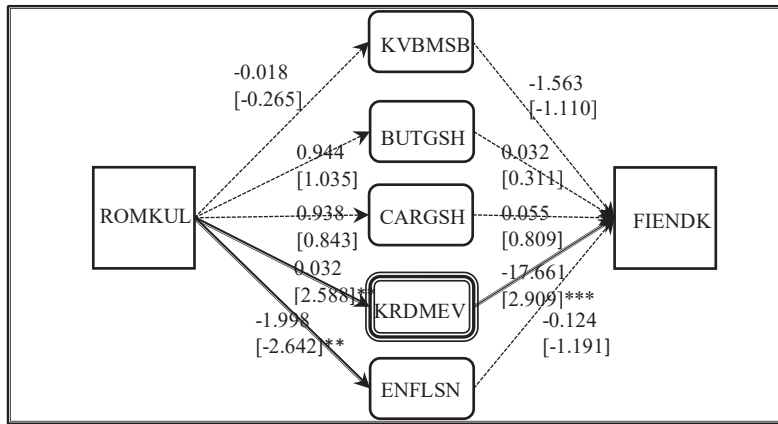 KVBMSB
-0.018
[-0.265]
-1.563
[-1.110]
BUTGSH
0.944
[1.035]
0.032
[0.311]
ROMKUL
CARGSH
FIENDK
0.938
[0.843]
0.055
[0.809]
0.032
[2.588]**
KRDMEV
-17.661
[2.909]***
-1.998
[-2.642]**
-0.124
[-1.191]
ENFLSN